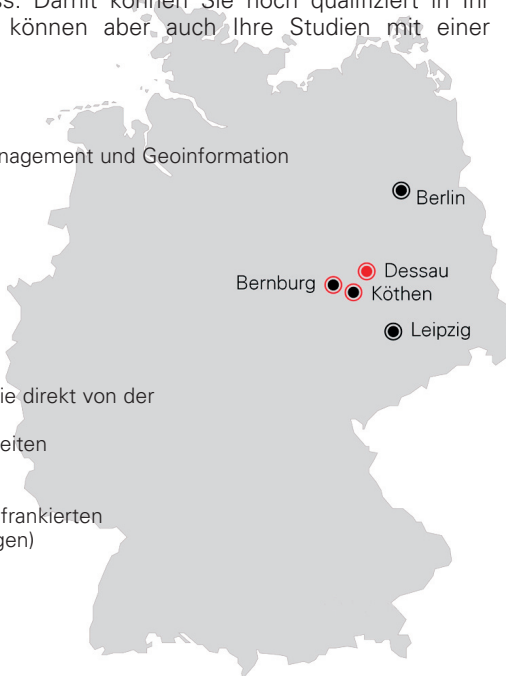 ss. Damit können Sie hoch qualifiziert in Ihr
können aber auch Ihre Studien mit einer
nagement und Geoinformation
Berlin
Dessau
Bernburg
Köthen
Leipzig
ie direkt von der
eiten
frankierten
gen)